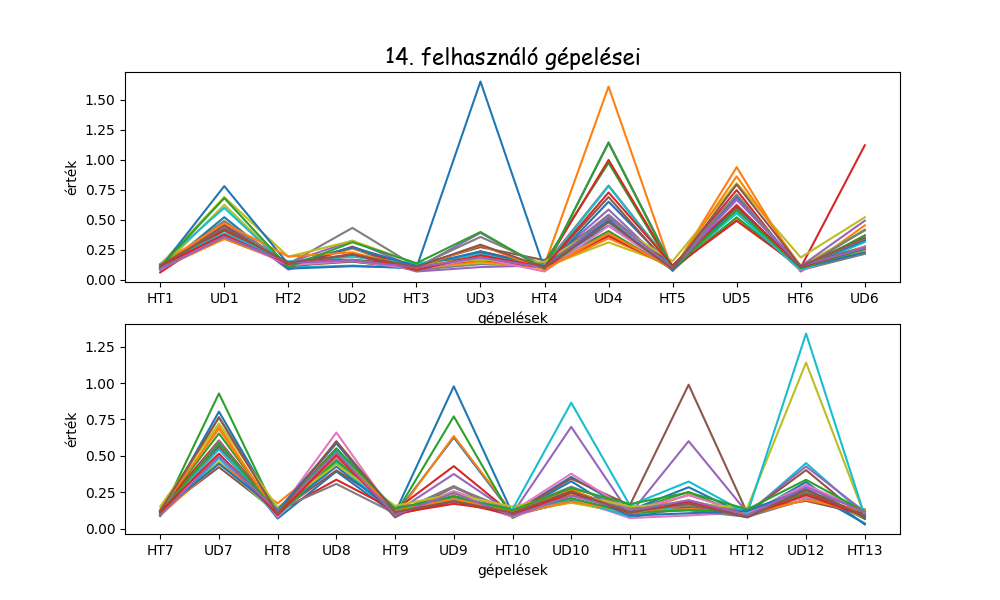 14. felhasználó gépelései
érték
1.50
1.25
1.00
0.75
0.50
0.25
0.00
HT1 UD1 HT2 UD2 HT3 UD3 HT4 UD4 HT5 UD5 HT6 UD6
gépelések
érték
1.25
1.00
0.75
0.50
0.25
0.00
HT7 UD7 HT8 UD8 HT9 UD9 HT10 UD10 HT11 UD11 HT12 UD12 HT13
gépelések